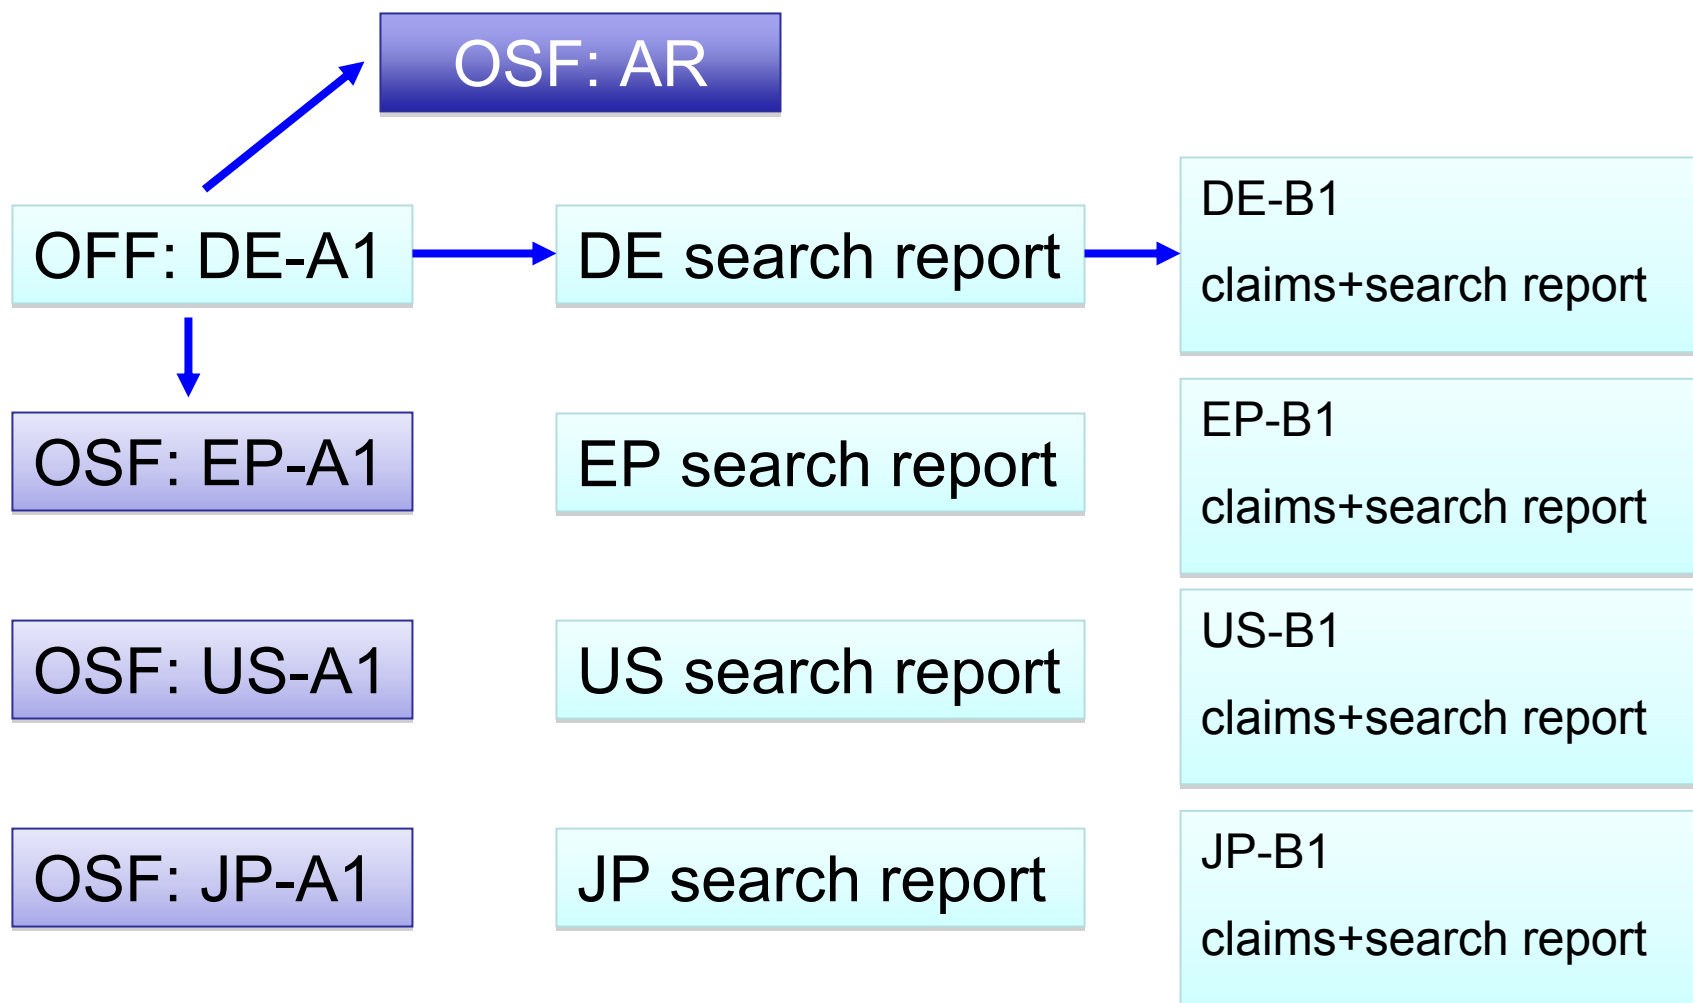 OSF: AR
OFF: DE-A1
DE search report
DE-B1
claims+search report
OSF: EP-A1
EP search report
EP-B1
claims+search report
OSF: US-A1
US search report
US-B1
claims+search report
OSF: JP-A1
JP search report
JP-B1
claims+search report